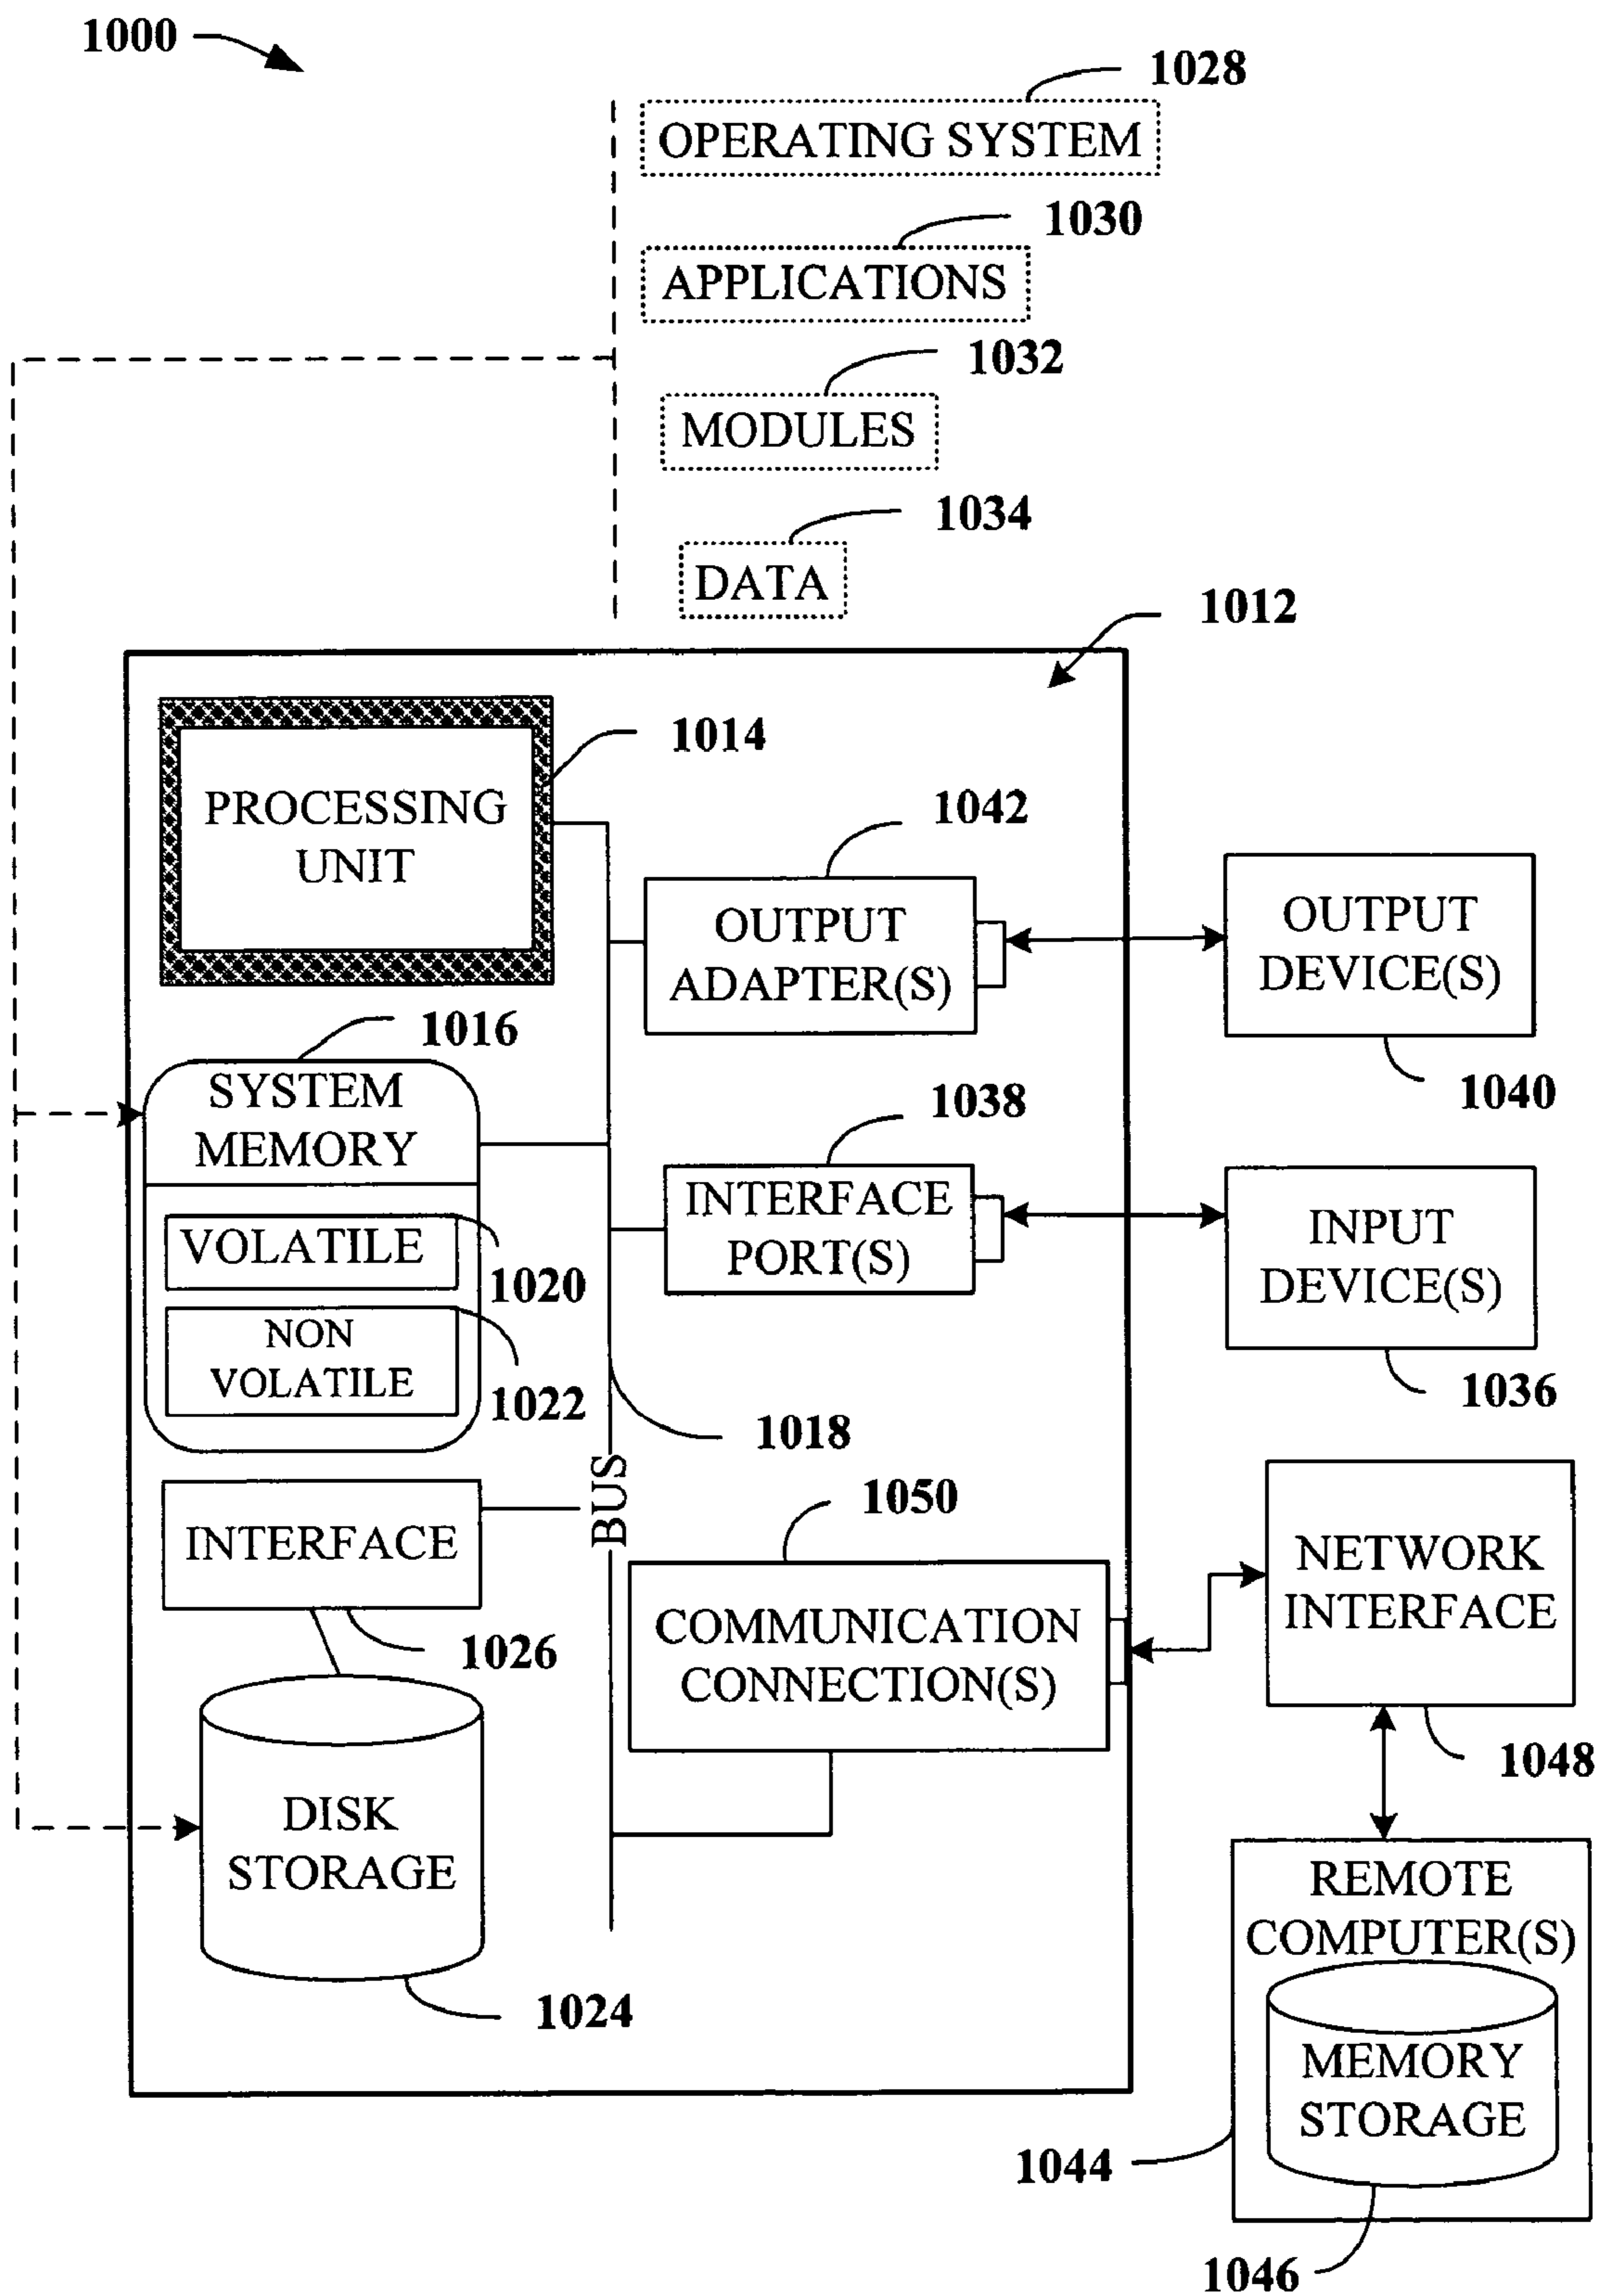 1000
1028
OPERATING SYSTEM
1030
APPLICATIONS
1032
MODULES
1034
DATA
1012
1014
PROCESSING
UNIT
1042
OUTPUT
ADAPTER(S)
OUTPUT
DEVICE(S)
1040
1016
SYSTEM
MEMORY
VOLATILE
1020
NON
VOLATILE
1022
1038
INTERFACE
PORT(S)
INPUT
DEVICE(S)
1036
1018
BUS
INTERFACE
1026
1050
COMMUNICATION
CONNECTION(S)
NETWORK
INTERFACE
1048
DISK
STORAGE
1024
REMOTE
COMPUTER(S)
MEMORY
STORAGE
1044
1046